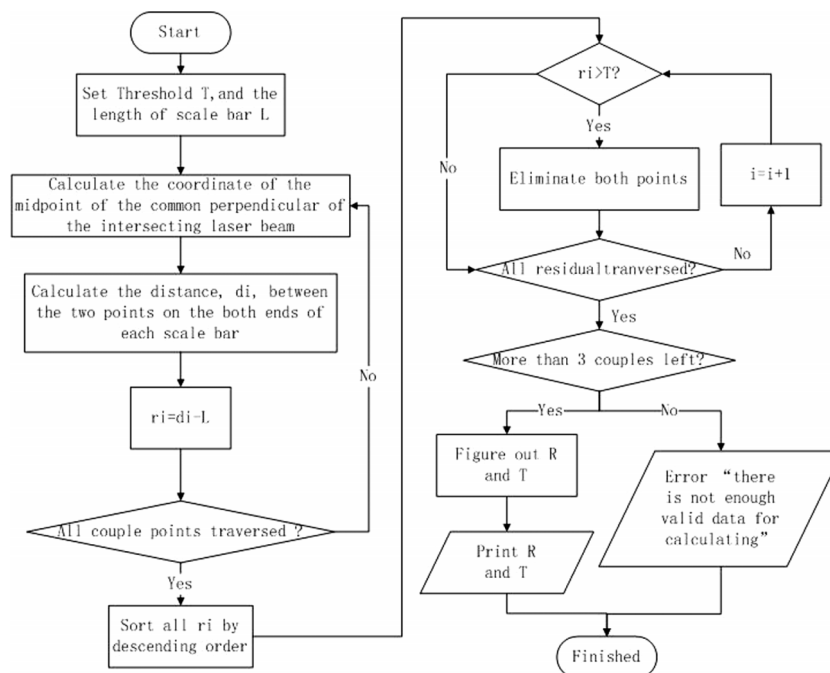 Start
Set Threshold T,and the
length of scale bar L
Calculate the coordinate of the
midpoint of the common perpendicular of
the intersecting laser beam
Calculate the distance, di, between
the two points on the both ends of
each scale bar
No
ri=di-L
All couple points traversed ?
Yes
Sort all ri by
descending order
ri>T?
Yes
No
Eliminate both points
i=i+1
All residualtranversed?
No
Yes
More than 3 couples left?
Yes
No
Figure out R
and T
Error “there
is not enough
valid data for
calculating”
Print R
and T
Finished